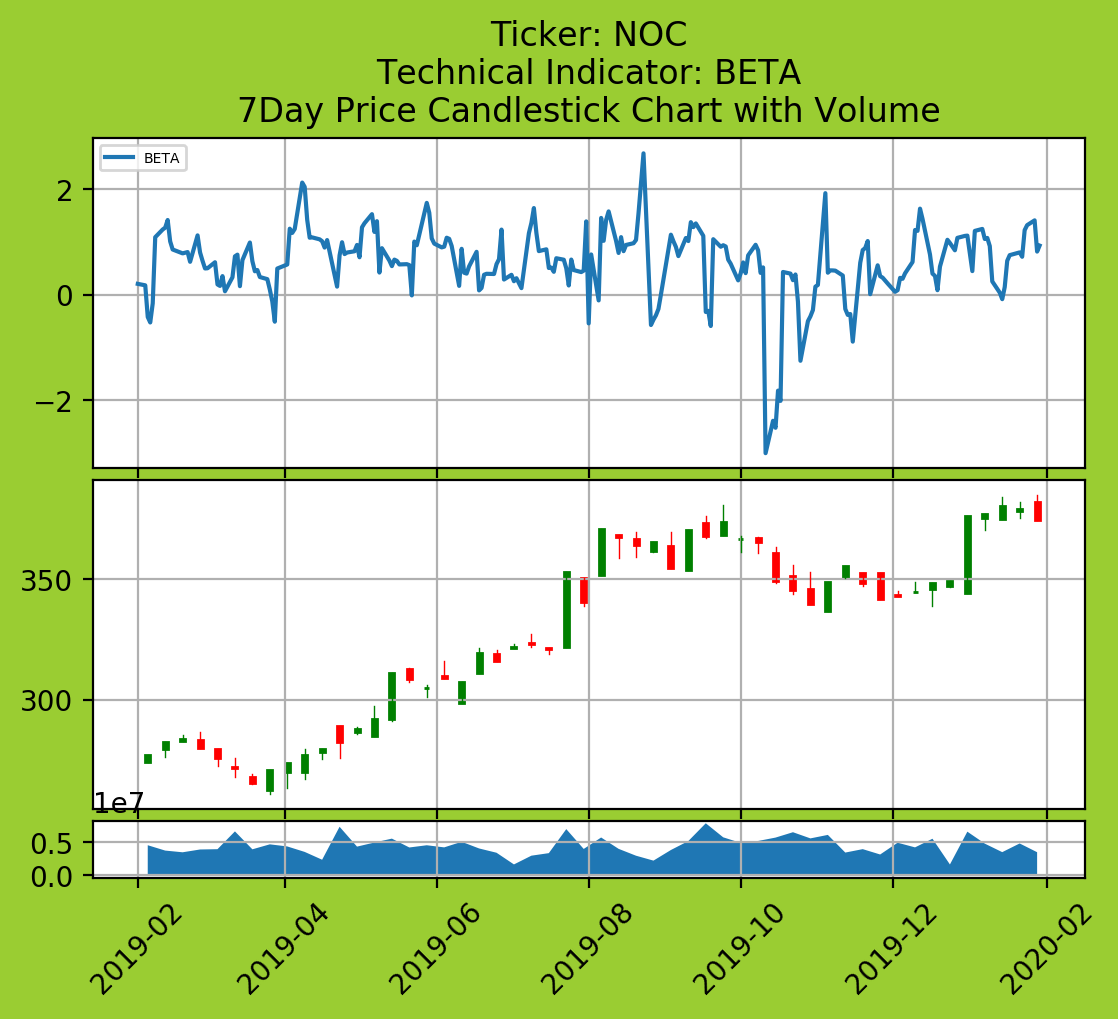 Ticker: NOC
Technical Indicator: BETA
7Day Price Candlestick Chart with Volume
BETA
2
0
−2
350
300
1e7
0.5
0.0
2019-02
2019-04
2019-06
2019-08
2019-10
2019-12
2020-02